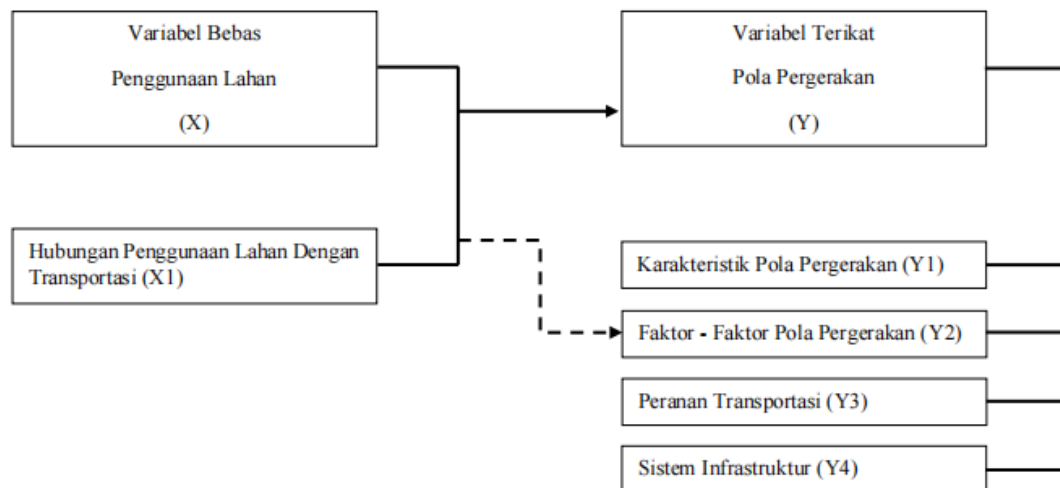 Variabel Bebas
Penggunaan Lahan
(X)
Variabel Terikat
Pola Pergerakan
(Y)
Hubungan Penggunaan Lahan Dengan
Transportasi (X1)
Karakteristik Pola Pergerakan (Y1)
Faktor - Faktor Pola Pergerakan (Y2)
Peranan Transportasi (Y3)
Sistem Infrastruktur (Y4)